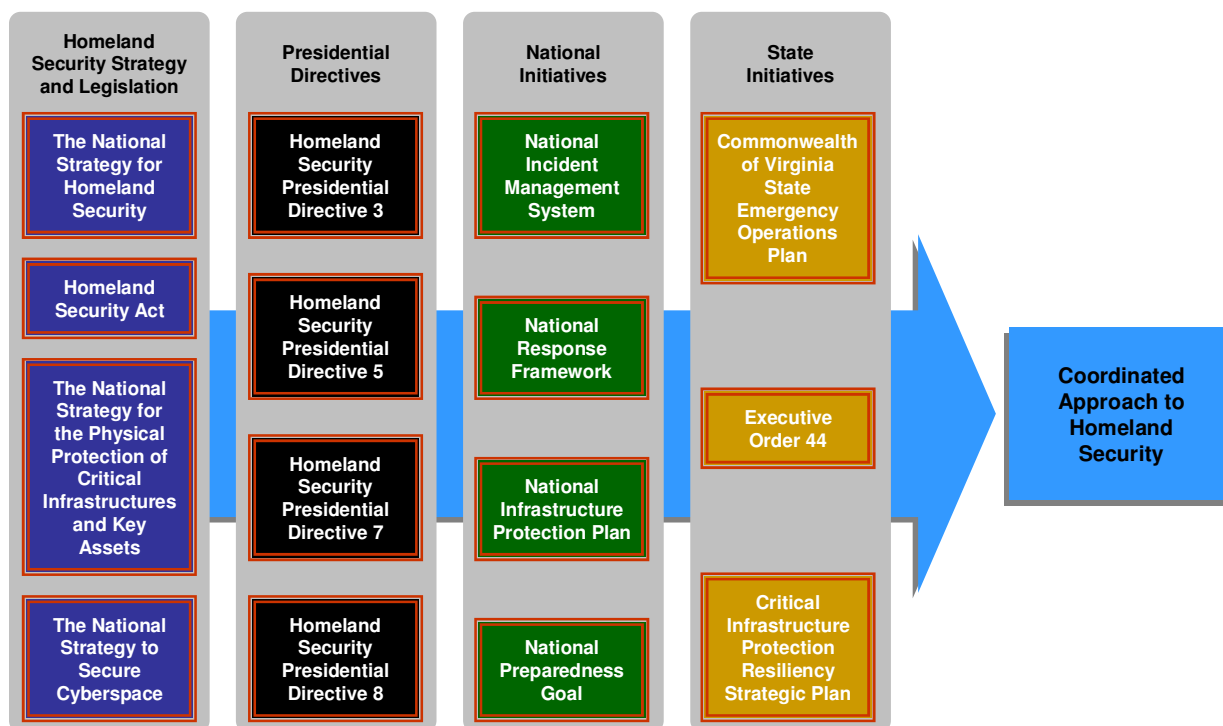 Homeland
Security Strategy
and Legislation
The National
Strategy for
Homeland
Security
Homeland
Security Act
The National
Strategy for
the Physical
Protection of
Critical
Infrastructures
and Key
Assets
The National
Strategy to
Secure
Cyberspace
Presidential
Directives
Homeland
Security
Presidential
Directive 3
Homeland
Security
Presidential
Directive 5
Homeland
Security
Presidential
Directive 7
Homeland
Security
Presidential
Directive 8
National
Initiatives
National
Incident
Management
System
National
Response
Framework
National
Infrastructure
Protection Plan
National
Preparedness
Goal
State
Initiatives
Commonwealth
of Virginia
State
Emergency
Operations
Plan
Executive
Order 44
Critical
Infrastructure
Protection
Resiliency
Strategic Plan
Coordinated
Approach to
Homeland
Security